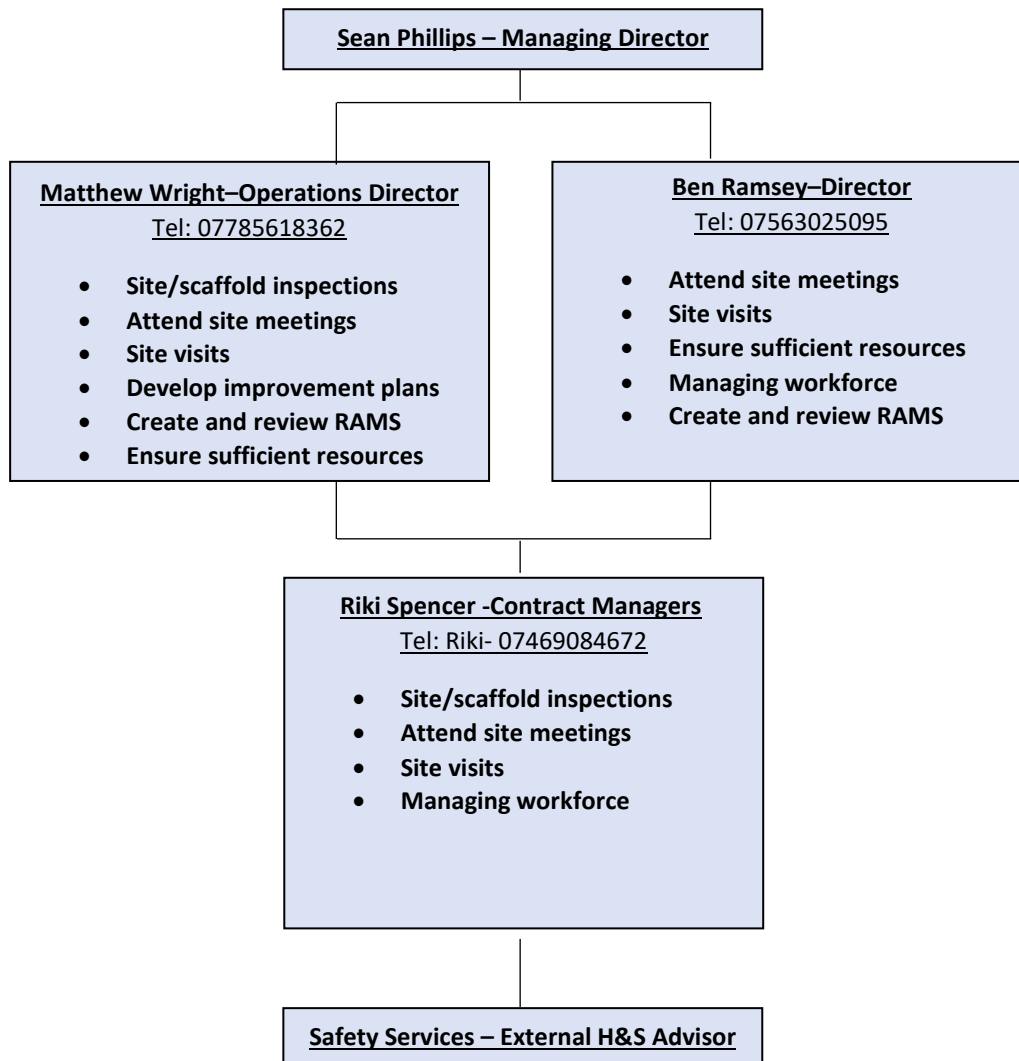 Sean Phillips – Managing Director
Matthew Wright–Operations Director
Tel: 07785618362
• Site/scaffold inspections
• Attend site meetings
• Site visits
• Develop improvement plans
• Create and review RAMS
• Ensure sufficient resources
Ben Ramsey–Director
Tel: 07563025095
• Attend site meetings
• Site visits
• Ensure sufficient resources
• Managing workforce
• Create and review RAMS
Riki Spencer -Contract Managers
Tel: Riki- 07469084672
• Site/scaffold inspections
• Attend site meetings
• Site visits
• Managing workforce
Safety Services – External H&S Advisor